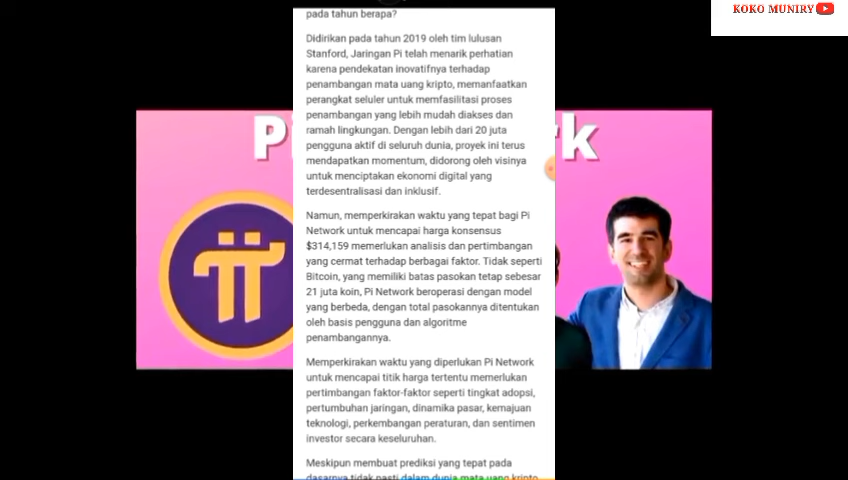 KOKO MUNIRY
pada tahun berapa?
Didirikan pada tahun 2019 oleh tim lulusan
Stanford, Jaringan Pi telah menarik perhatian
karena pendekatan inovatifnya terhadap
penambangan mata uang kripto, memanfaatkan
perangkat seluler untuk memfasilitasi proses
penambangan yang lebih mudah diakses dan
ramah lingkungan. Dengan lebih dari 20 juta
pengguna aktif di seluruh dunia, proyek ini terus
mendapatkan momentum, didorong oleh visinya
untuk menciptakan ekonomi digital yang
terdesentralisasi dan inklusif.
Namun, memperkirakan waktu yang tepat bagi Pi
Network untuk mencapai harga konsensus
$314,159 memerlukan analisis dan pertimbangan
yang cermat terhadap berbagai faktor. Tidak seperti
Bitcoin, yang memiliki batas pasokan tetap sebesar
21 juta koin, Pi Network beroperasi dengan model
yang berbeda, dengan total pasokannya ditentukan
oleh basis pengguna dan algoritme
penambangannya.
Memperkirakan waktu yang diperlukan Pi Network
untuk mencapai titik harga tertentu memerlukan
pertimbangan faktor-faktor seperti tingkat adopsi,
pertumbuhan jaringan, dinamika pasar, kemajuan
teknologi, perkembangan peraturan, dan sentimen
investor secara keseluruhan.
Meskipun membuat prediksi yang tepat pada
dasarnya tidak pasti dalam dunia mata uang kripto